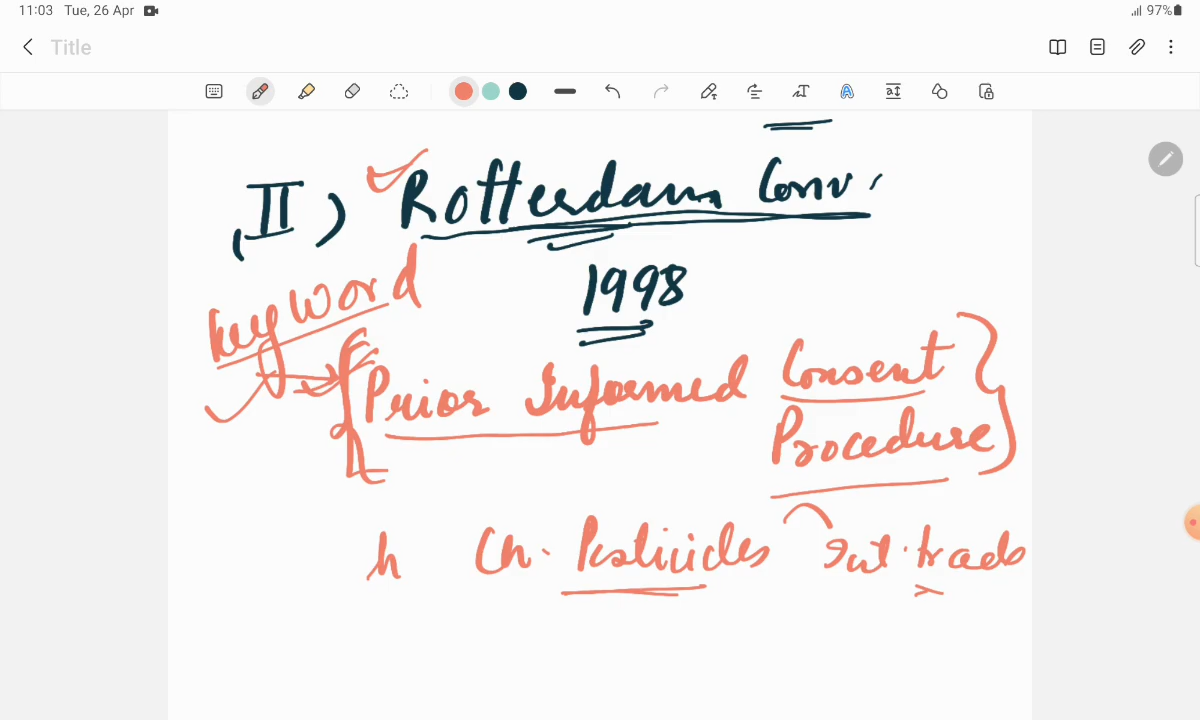 11:03 Tue, 26 Apr 97%
Title
II) Rotterdam Conv.
1998
keyword
Prior Informed Consent
Procedure
h Ch. Pesticides Int. trade